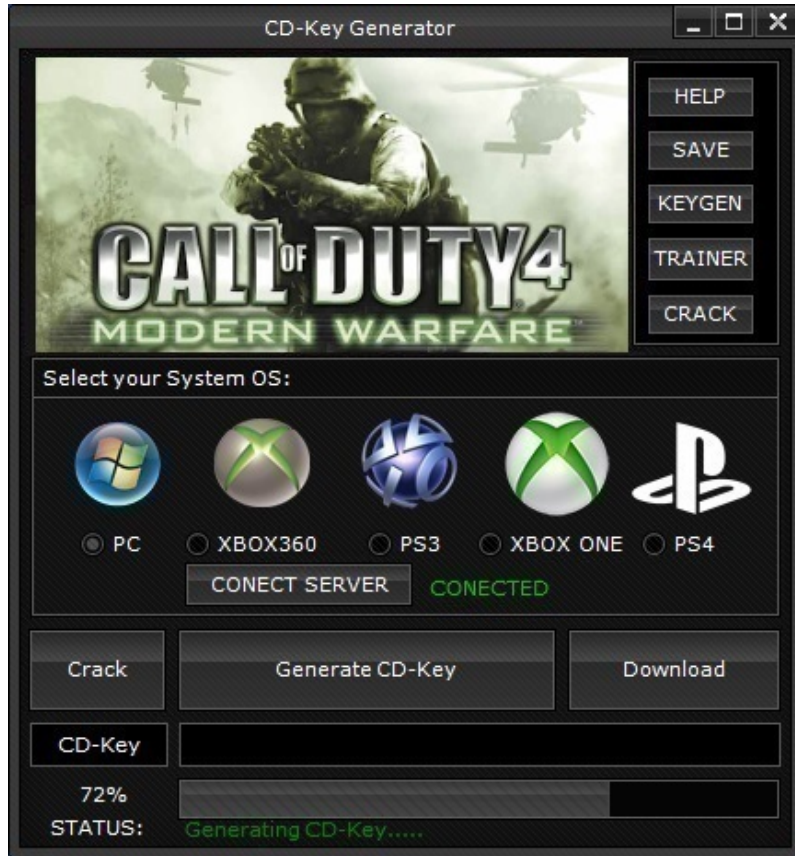 CD-Key Generator
CALL OF DUTY 4
MODERN WARFARE
HELP
SAVE
KEYGEN
TRAINER
CRACK
Select your System OS:
PC XBOX360 PS3 XBOX ONE PS4
CONECT SERVER CONECTED
Crack Generate CD-Key Download
CD-Key
72%
STATUS: Generating CD-Key.....